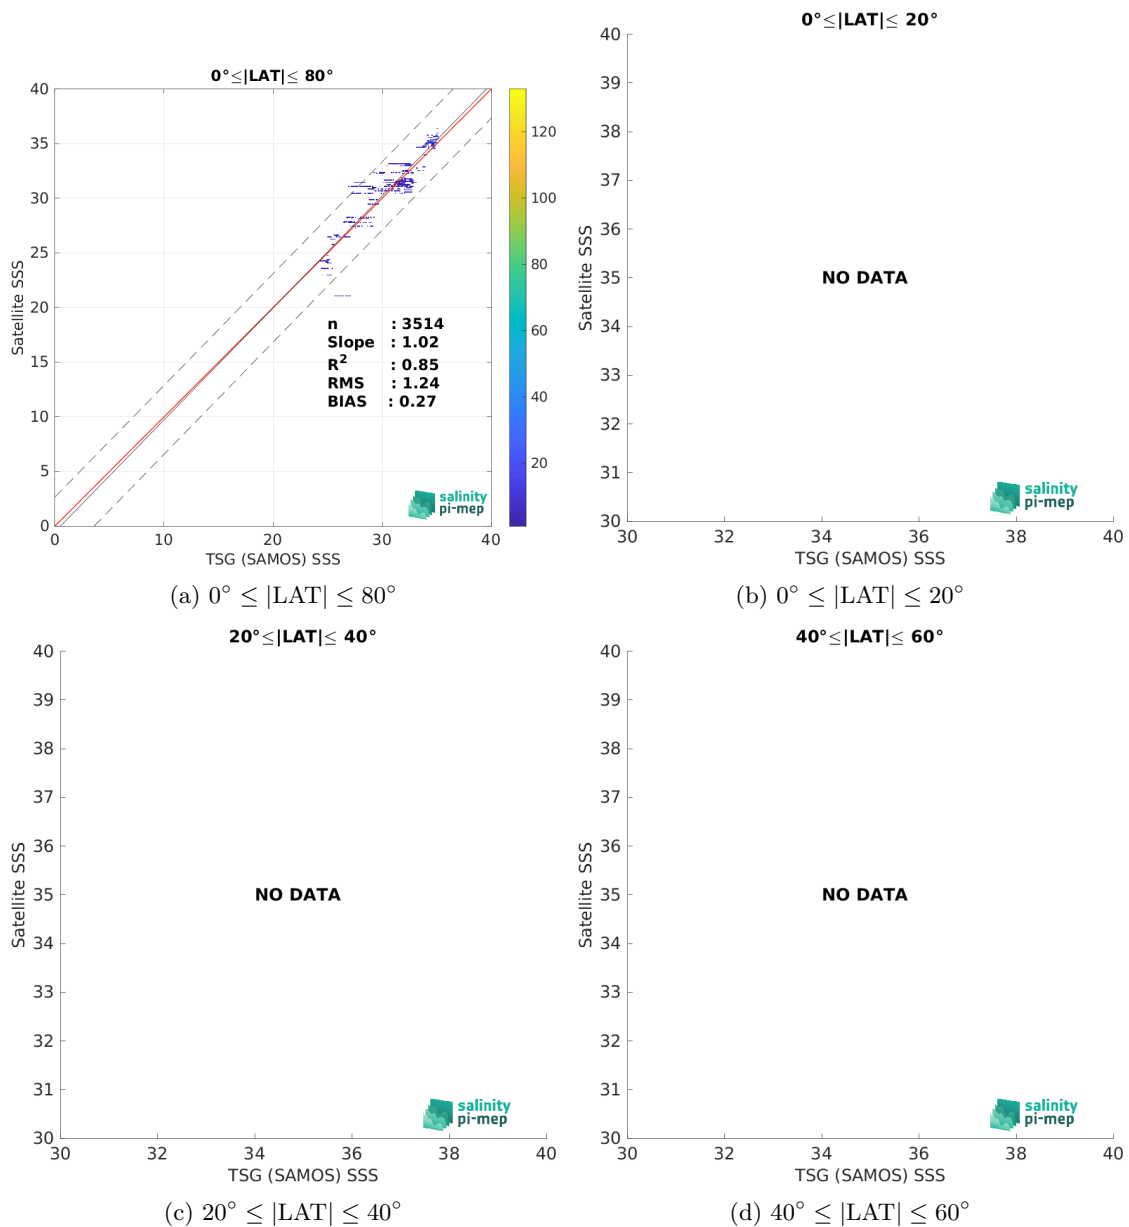 0°≤|LAT|≤ 80°
40
35
30
25
20
15
10
5
0
Satellite SSS
0
10
20
30
40
TSG (SAMOS) SSS
120
100
80
60
40
20
n : 3514
Slope : 1.02
R² : 0.85
RMS : 1.24
BIAS : 0.27
salinity
pi-mep
(a) 0° ≤ |LAT| ≤ 80°
0°≤|LAT|≤ 20°
40
39
38
37
36
35
34
33
32
31
30
Satellite SSS
NO DATA
salinity
pi-mep
30
32
34
36
38
40
TSG (SAMOS) SSS
(b) 0° ≤ |LAT| ≤ 20°
20°≤|LAT|≤ 40°
40
39
38
37
36
35
34
33
32
31
30
Satellite SSS
NO DATA
salinity
pi-mep
30
32
34
36
38
40
TSG (SAMOS) SSS
(c) 20° ≤ |LAT| ≤ 40°
40°≤|LAT|≤ 60°
40
39
38
37
36
35
34
33
32
31
30
Satellite SSS
NO DATA
salinity
pi-mep
30
32
34
36
38
40
TSG (SAMOS) SSS
(d) 40° ≤ |LAT| ≤ 60°